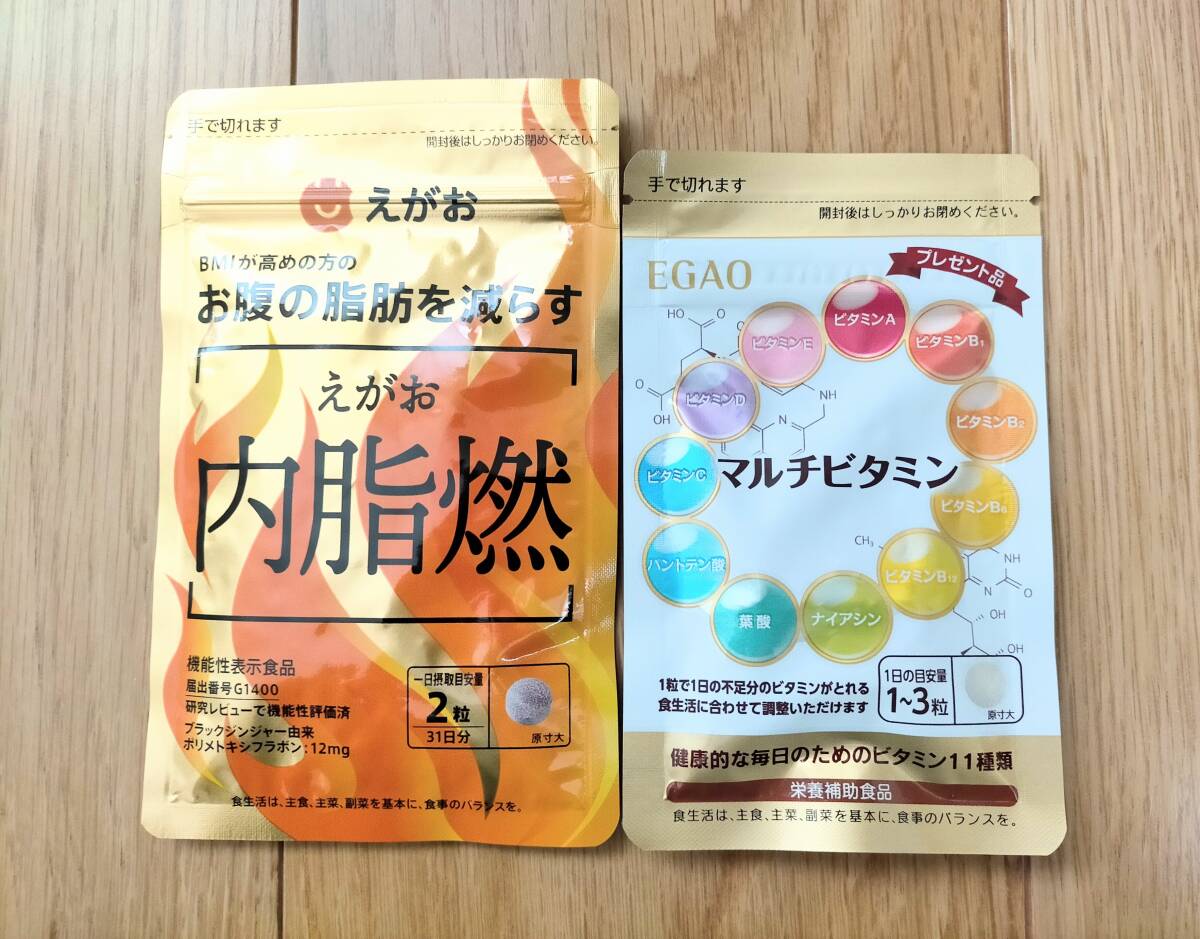 手で切れます
開封後はしっかりお閉めください。
えがお
BMIが高めの方の
お腹の脂肪を減らす
えがお
内脂燃
機能性表示食品
届出番号G1400
研究レビューで機能性評価済
ブラックジンジャー由来
ポリメトキシフラボン:12mg
一日摂取目安量
2粒
31日分
原寸大
食生活は、主食、主菜、副菜を基本に、食事のバランスを。
手で切れます
開封後はしっかりお閉めください。
EGAO
プレゼント品
ビタミンA
ビタミンB1
ビタミンB2
ビタミンB6
ビタミンB12
ナイアシン
葉酸
パントテン酸
ビタミンC
ビタミンD
ビタミンE
マルチビタミン
HO
O
O
OH
NH
N
CH3
NH
N
O
OH
OH
1粒で1日の不足分のビタミンがとれる
食生活に合わせて調整いただけます
1日の目安量
1~3粒
原寸大
健康的な毎日のためのビタミン11種類
栄養補助食品
食生活は、主食、主菜、副菜を基本に、食事のバランスを。